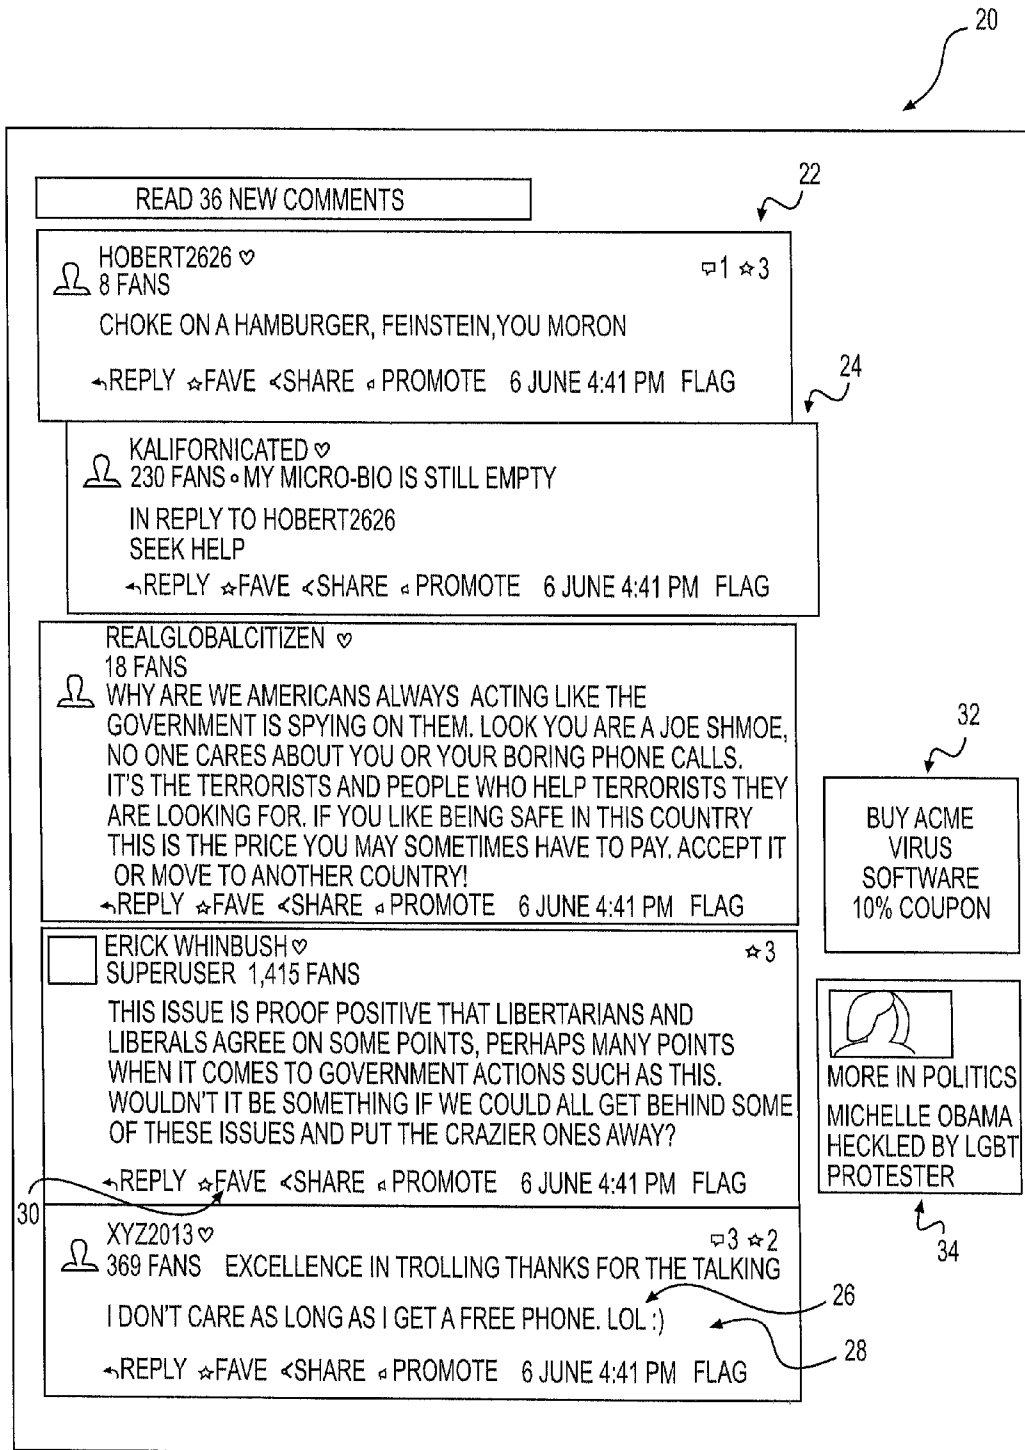 20
READ 36 NEW COMMENTS
22
HOBERT2626
8 FANS
1 3
CHOKE ON A HAMBURGER, FEINSTEIN,YOU MORON
REPLY FAVE SHARE PROMOTE 6 JUNE 4:41 PM FLAG
24
KALIFORNICATED
230 FANS MY MICRO-BIO IS STILL EMPTY
IN REPLY TO HOBERT2626
SEEK HELP
REPLY FAVE SHARE PROMOTE 6 JUNE 4:41 PM FLAG
REALGLOBALCITIZEN
18 FANS
WHY ARE WE AMERICANS ALWAYS ACTING LIKE THE
GOVERNMENT IS SPYING ON THEM. LOOK YOU ARE A JOE SHMOE,
NO ONE CARES ABOUT YOU OR YOUR BORING PHONE CALLS.
IT'S THE TERRORISTS AND PEOPLE WHO HELP TERRORISTS THEY
ARE LOOKING FOR. IF YOU LIKE BEING SAFE IN THIS COUNTRY
THIS IS THE PRICE YOU MAY SOMETIMES HAVE TO PAY. ACCEPT IT
OR MOVE TO ANOTHER COUNTRY!
REPLY FAVE SHARE PROMOTE 6 JUNE 4:41 PM FLAG
32
BUY ACME
VIRUS
SOFTWARE
10% COUPON
ERICK WHINBUSH
3
SUPERUSER 1,415 FANS
THIS ISSUE IS PROOF POSITIVE THAT LIBERTARIANS AND
LIBERALS AGREE ON SOME POINTS, PERHAPS MANY POINTS
WHEN IT COMES TO GOVERNMENT ACTIONS SUCH AS THIS.
WOULDN'T IT BE SOMETHING IF WE COULD ALL GET BEHIND SOME
OF THESE ISSUES AND PUT THE CRAZIER ONES AWAY?
REPLY FAVE SHARE PROMOTE 6 JUNE 4:41 PM FLAG
30
MORE IN POLITICS
MICHELLE OBAMA
HECKLED BY LGBT
PROTESTER
34
XYZ2013
3 2
369 FANS EXCELLENCE IN TROLLING THANKS FOR THE TALKING
I DON'T CARE AS LONG AS I GET A FREE PHONE. LOL :)
26
28
REPLY FAVE SHARE PROMOTE 6 JUNE 4:41 PM FLAG